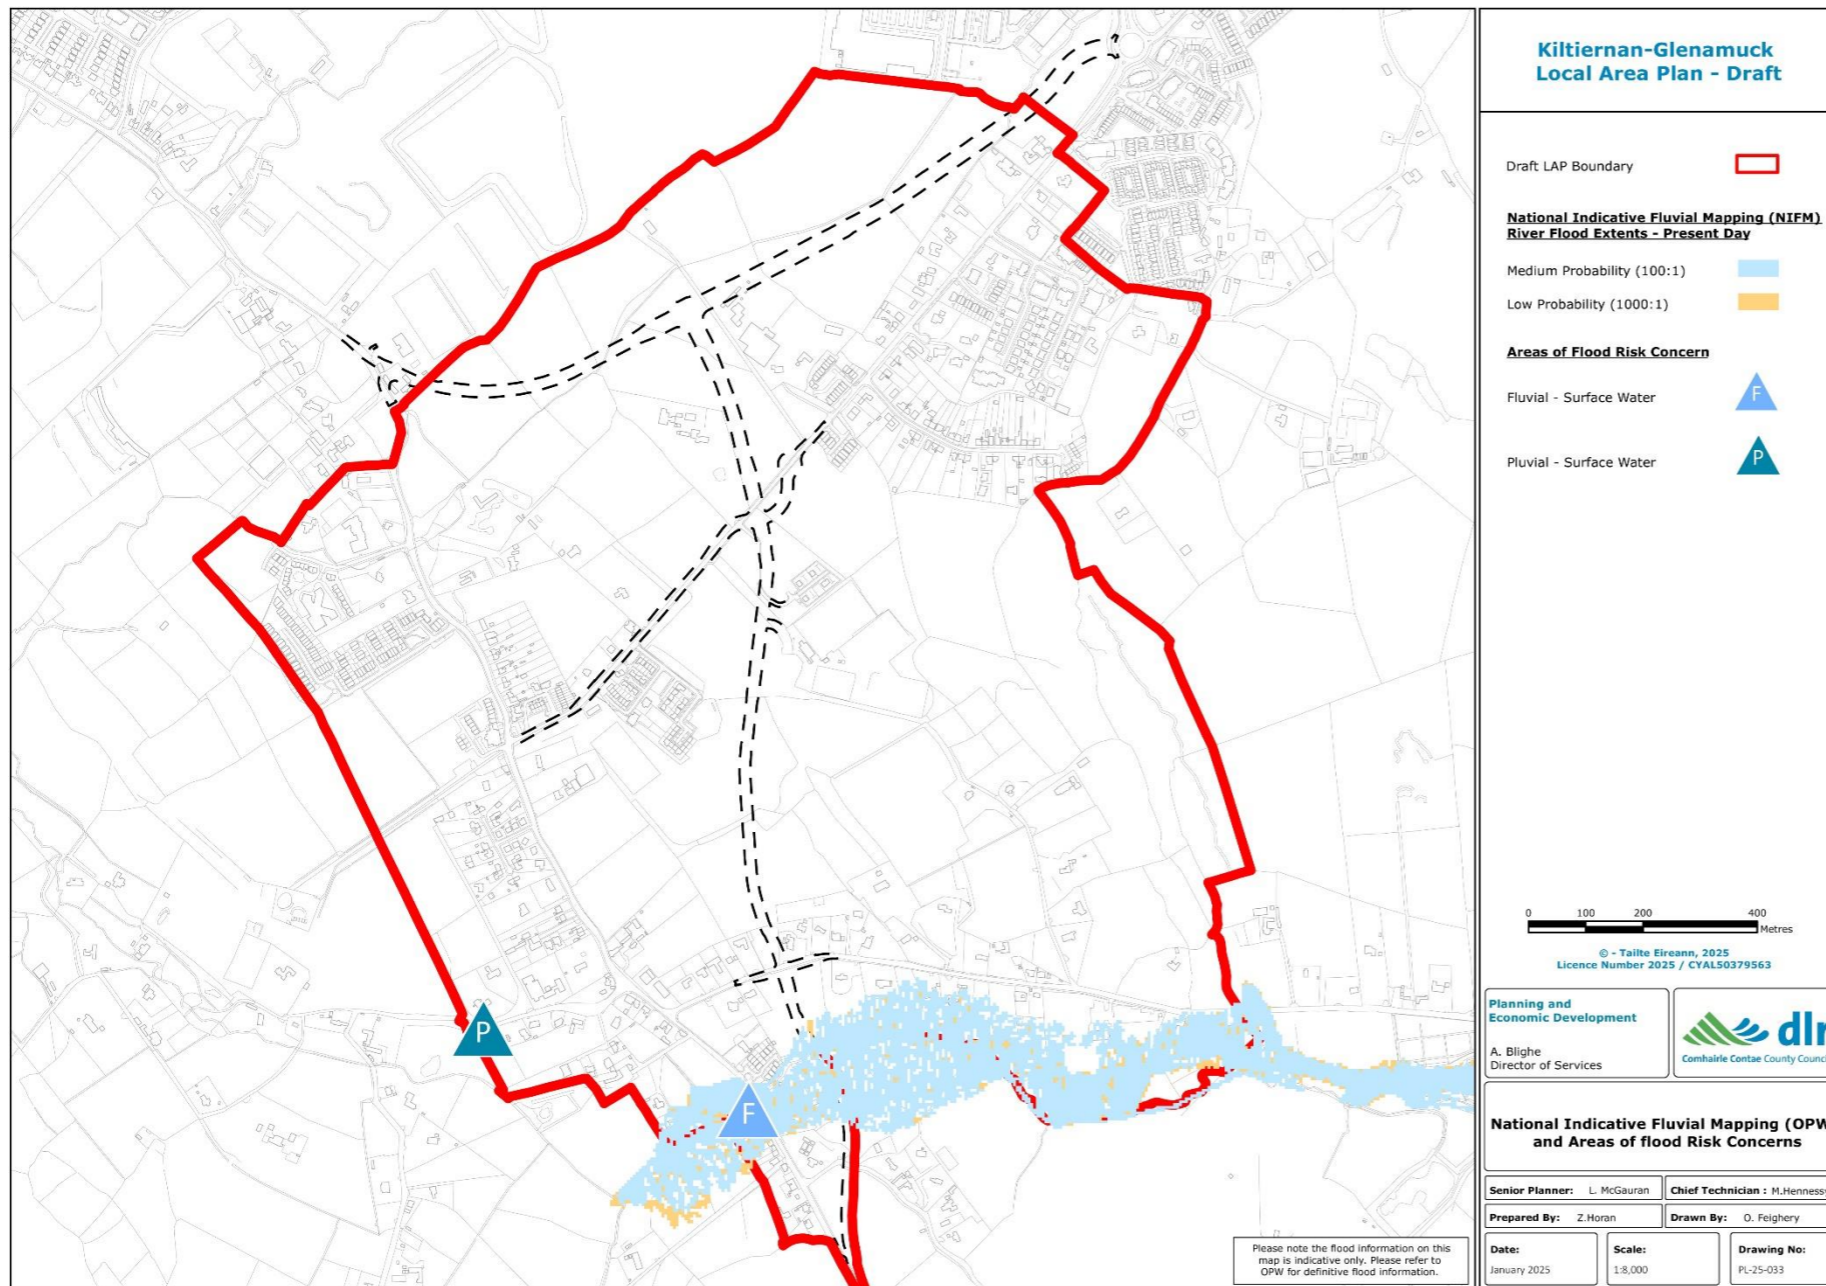 Kiltiernan-Glenamuck
Local Area Plan - Draft
Draft LAP Boundary
National Indicative Fluvial Mapping (NIFM)
River Flood Extents - Present Day
Medium Probability (100:1)
Low Probability (1000:1)
Areas of Flood Risk Concern
Fluvial - Surface Water
F
Pluvial - Surface Water
P
P
F
0 100 200 400
Metres
© - Tailte Eireann, 2025
Licence Number 2025 / CYAL50379563
Planning and
Economic Development
A. Blighe
Director of Services
dlr
Comhairle Contae County Counci
National Indicative Fluvial Mapping (OPW
and Areas of flood Risk Concerns
Senior Planner: L. McGauran
Chief Technician : M.Hennessy
Prepared By: Z.Horan
Drawn By: O. Feighery
Date:
January 2025
Scale:
1:8,000
Drawing No:
PL-25-033
Please note the flood information on this
map is indicative only. Please refer to
OPW for definitive flood information.